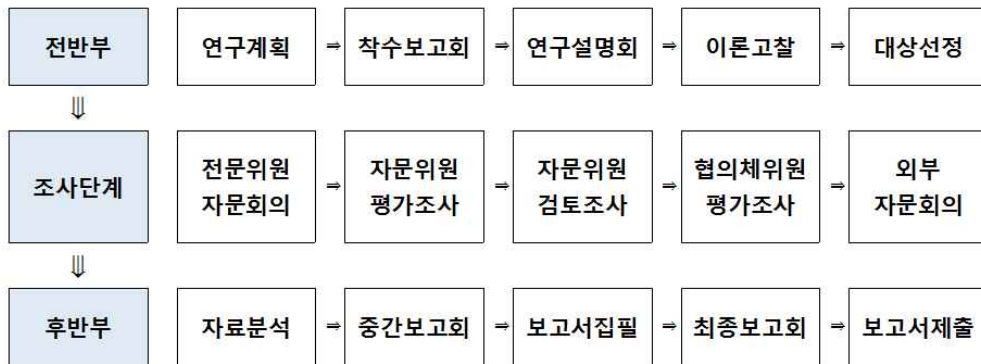 전반부 연구계획 ⇒ 착수보고회 ⇒ 연구설명회 ⇒ 이론고찰 ⇒ 대상선정
⇓
조사단계
전문위원
자문회의
⇒
자문위원
평가조사
⇒
자문위원
검토조사
⇒
협의체위원
평가조사
⇒
외부
자문회의
⇓
후반부 자료분석 ⇒ 중간보고회 ⇒ 보고서집필 ⇒ 최종보고회 ⇒ 보고서제출